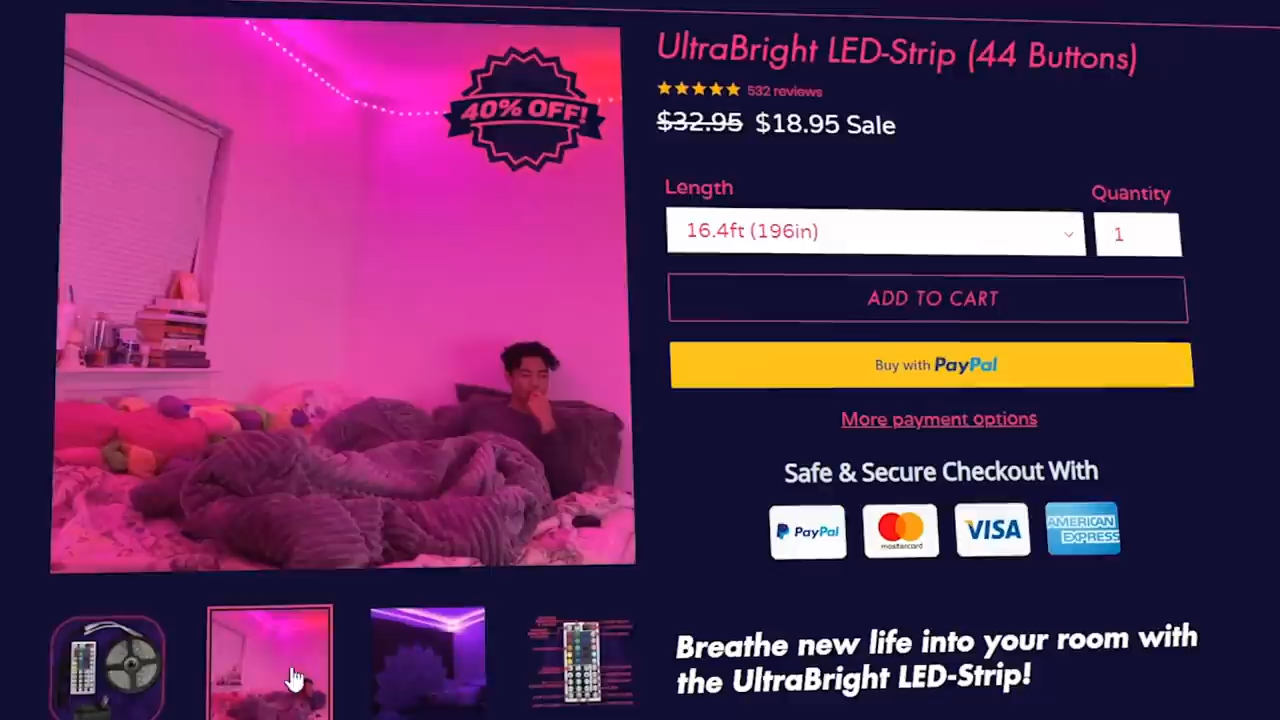 UltraBright LED-Strip (44 Buttons)
532 reviews
$32.95 $18.95 Sale
40% OFF!
Length
Quantity
16.4ft (196in)
1
ADD TO CART
Buy with PayPal
More payment options
Safe & Secure Checkout With
PayPal
mastercard
VISA
AMERICAN
EXPRESS
Breathe new life into your room with
the UltraBright LED-Strip!